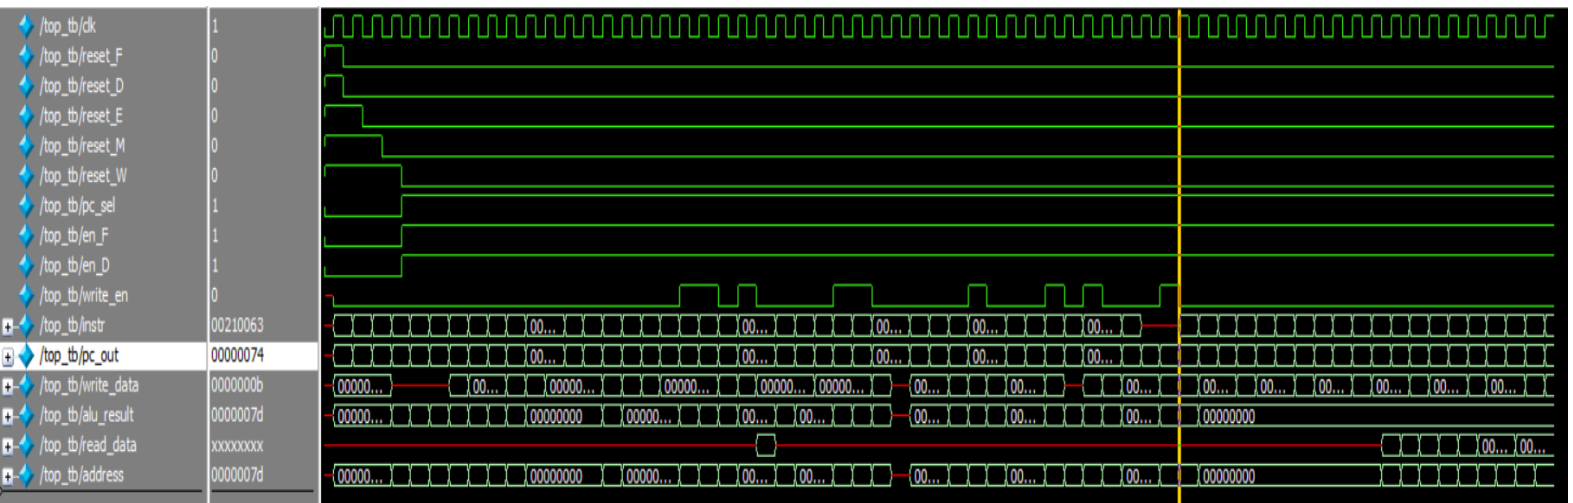 /top_tb/clk 1
/top_tb/reset_F 0
/top_tb/reset_D 0
/top_tb/reset_E 0
/top_tb/reset_M 0
/top_tb/reset_W 0
/top_tb/pc_sel 1
/top_tb/en_F 1
/top_tb/en_D 1
/top_tb/write_en 0
/top_tb/instr 00210063 00... 00... 00... 00... 00...
/top_tb/pc_out 00000074 00... 00... 00... 00... 00...
/top_tb/write_data 0000000b 00000... 00... 00000... 00000... 00000... 00000... 00... 00... 00... 00... 00... 00... 00... 00... 00...
/top_tb/alu_result 0000007d 00000... 00000000 00000... 00... 00... 00... 00... 00... 00000000
/top_tb/read_data xxxxxxxx 00... 00...
/top_tb/address 0000007d 00000... 00000000 00000... 00... 00... 00... 00... 00... 00000000